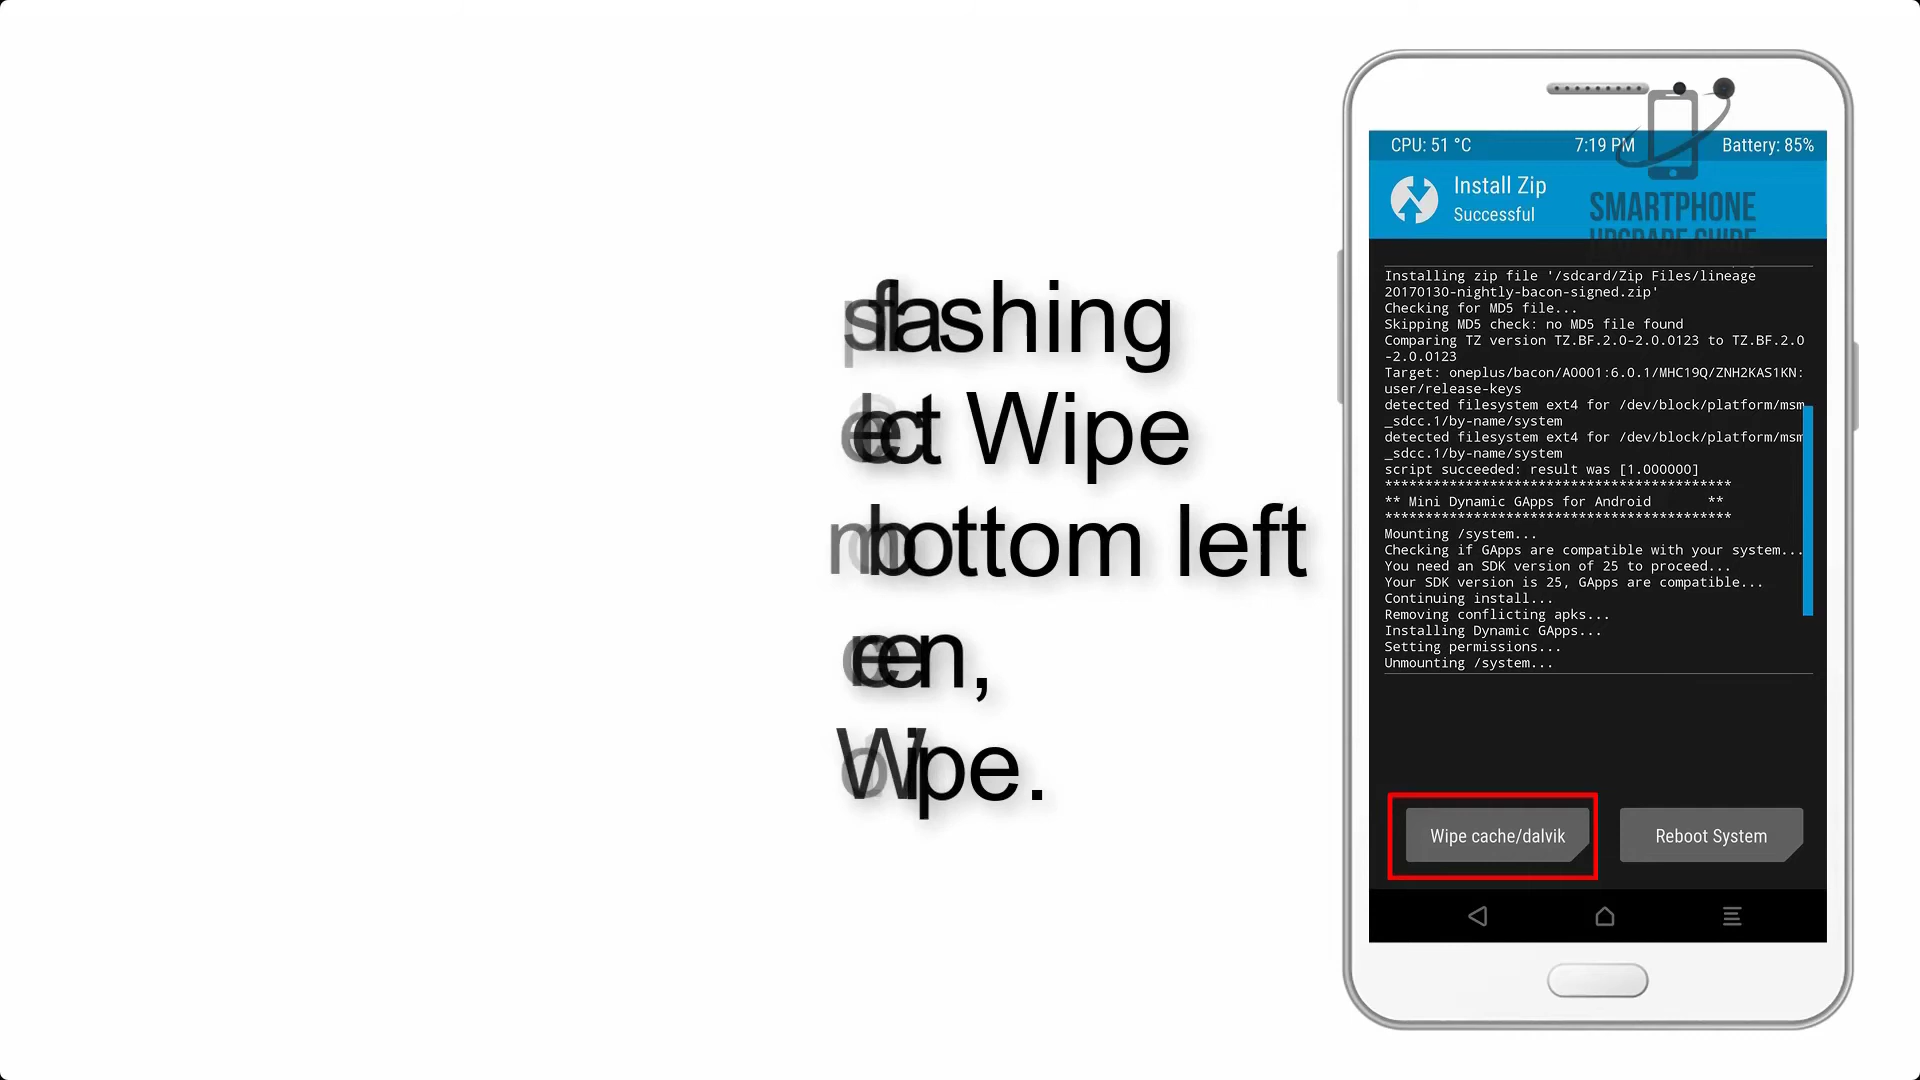 flashing
Wipe
bottom left
Wipe.
CPU: 51 °C 7:19 PM Battery: 85%
Install Zip
Successful
SMARTPHONE
UPGRADE GUIDE
Installing zip file '/sdcard/Zip Files/lineage
20170130-nightly-bacon-signed.zip'
Checking for MD5 file...
Skipping MD5 check: no MD5 file found
Comparing TZ version TZ.BF.2.0-2.0.0123 to TZ.BF.2.0
-2.0.0123
Target: oneplus/bacon/A0001:6.0.1/MHC19Q/ZNH2KAS1KN:
user/release-keys
detected filesystem ext4 for /dev/block/platform/msm
_sdcc.1/by-name/system
detected filesystem ext4 for /dev/block/platform/msm
_sdcc.1/by-name/system
script succeeded: result was [1.000000]
*******************************************
** Mini Dynamic GApps for Android **
*******************************************
Mounting /system...
Checking if GApps are compatible with your system...
You need an SDK version of 25 to proceed...
Your SDK version is 25, GApps are compatible...
Continuing install...
Removing conflicting apks...
Installing Dynamic GApps...
Setting permissions...
Unmounting /system...
Wipe cache/dalvik
Reboot System